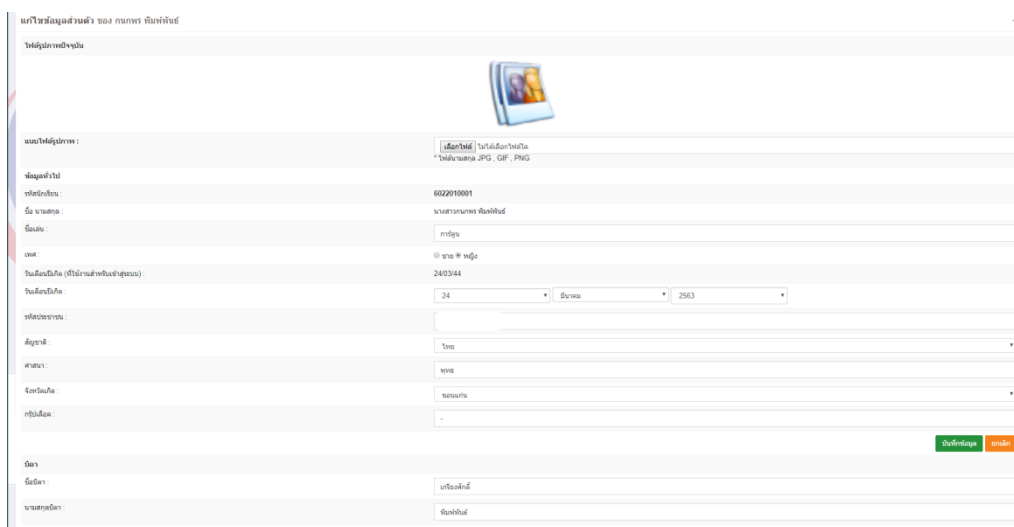 แก้ไขข้อมูลส่วนตัว ของ กนกพร พิมพ์พันธ์
ไฟล์รูปภาพปัจจุบัน
แนบไฟล์รูปภาพ :
เลือกไฟล์ ไม่ได้เลือกไฟล์ใด
* ไฟล์นามสกุล JPG , GIF , PNG
ข้อมูลทั่วไป
รหัสนักเรียน : 6022010001
ชื่อ นามสกุล : นางสาวกนกพร พิมพ์พันธ์
ชื่อเล่น : การ์ตูน
เพศ : ชาย หญิง
วันเดือนปีเกิด (ที่ใช้งานสำหรับเข้าสู่ระบบ) : 24/03/44
วันเดือนปีเกิด : 24 มีนาคม 2563
รหัสประชาชน :
สัญชาติ : ไทย
ศาสนา : พุทธ
จังหวัดเกิด : ขอนแก่น
กรุ๊ปเลือด : -
บันทึกข้อมูล ยกเลิก
บิดา
ชื่อบิดา : เกรียงศักดิ์
นามสกุลบิดา : พิมพ์พันธ์